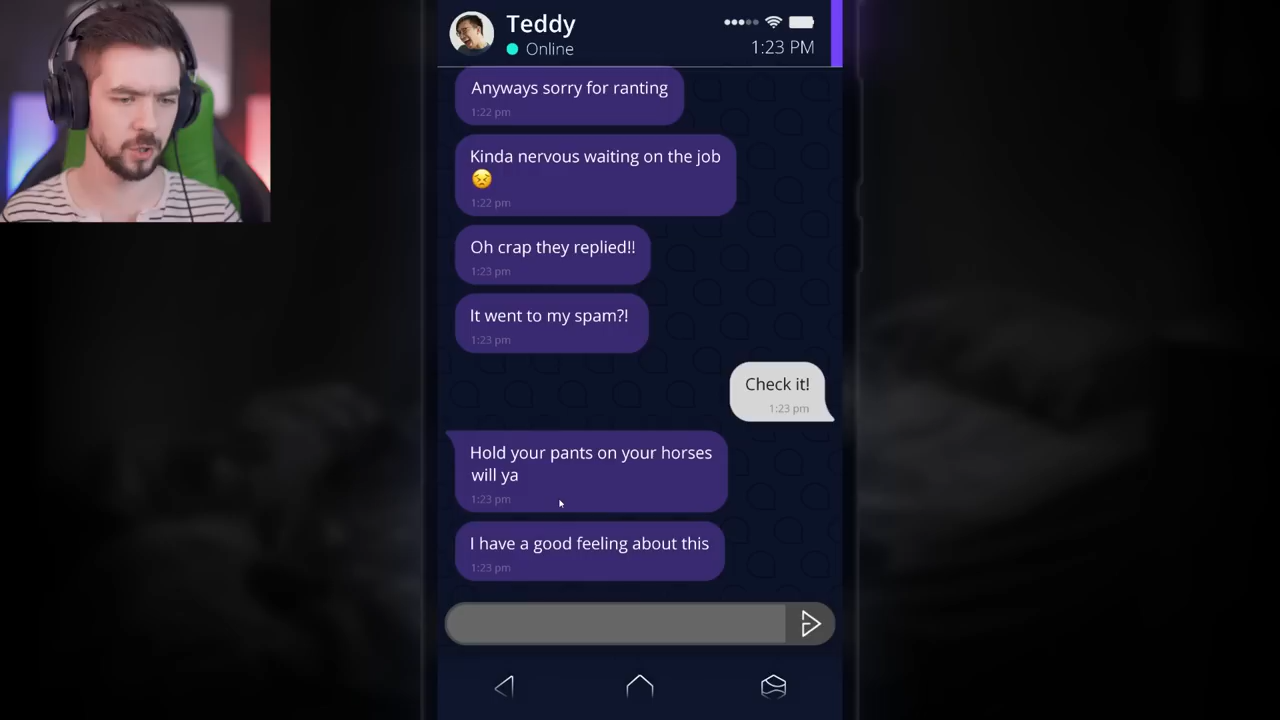 Teddy
Online
1:23 PM
Anyways sorry for ranting
1:22 pm
Kinda nervous waiting on the job
😣
1:22 pm
Oh crap they replied!!
1:23 pm
It went to my spam?!
1:23 pm
Check it!
1:23 pm
Hold your pants on your horses
will ya
1:23 pm
I have a good feeling about this
1:23 pm